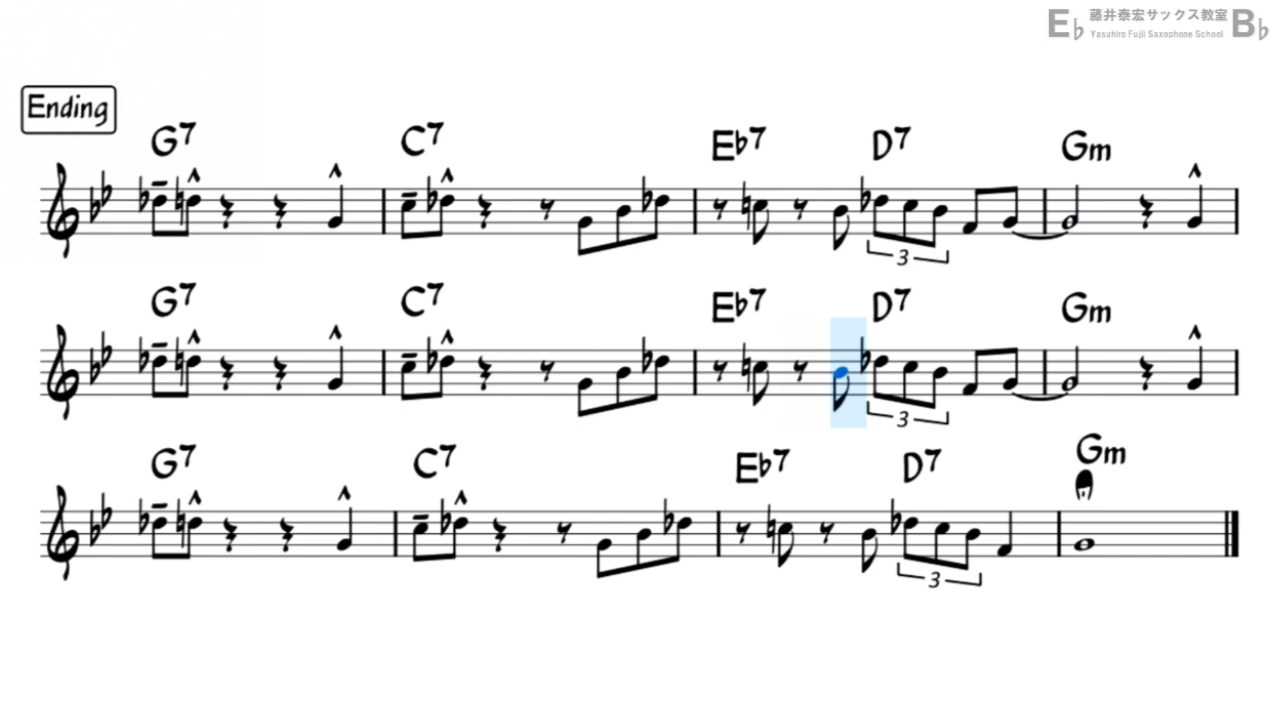 E♭ 藤井泰宏サックス教室 B♭
Yasuhiro Fujii Saxophone School
Ending
G7 C7 E♭7 D7 Gm
3
G7 C7 E♭7 D7 Gm
3
G7 C7 E♭7 D7 Gm
3